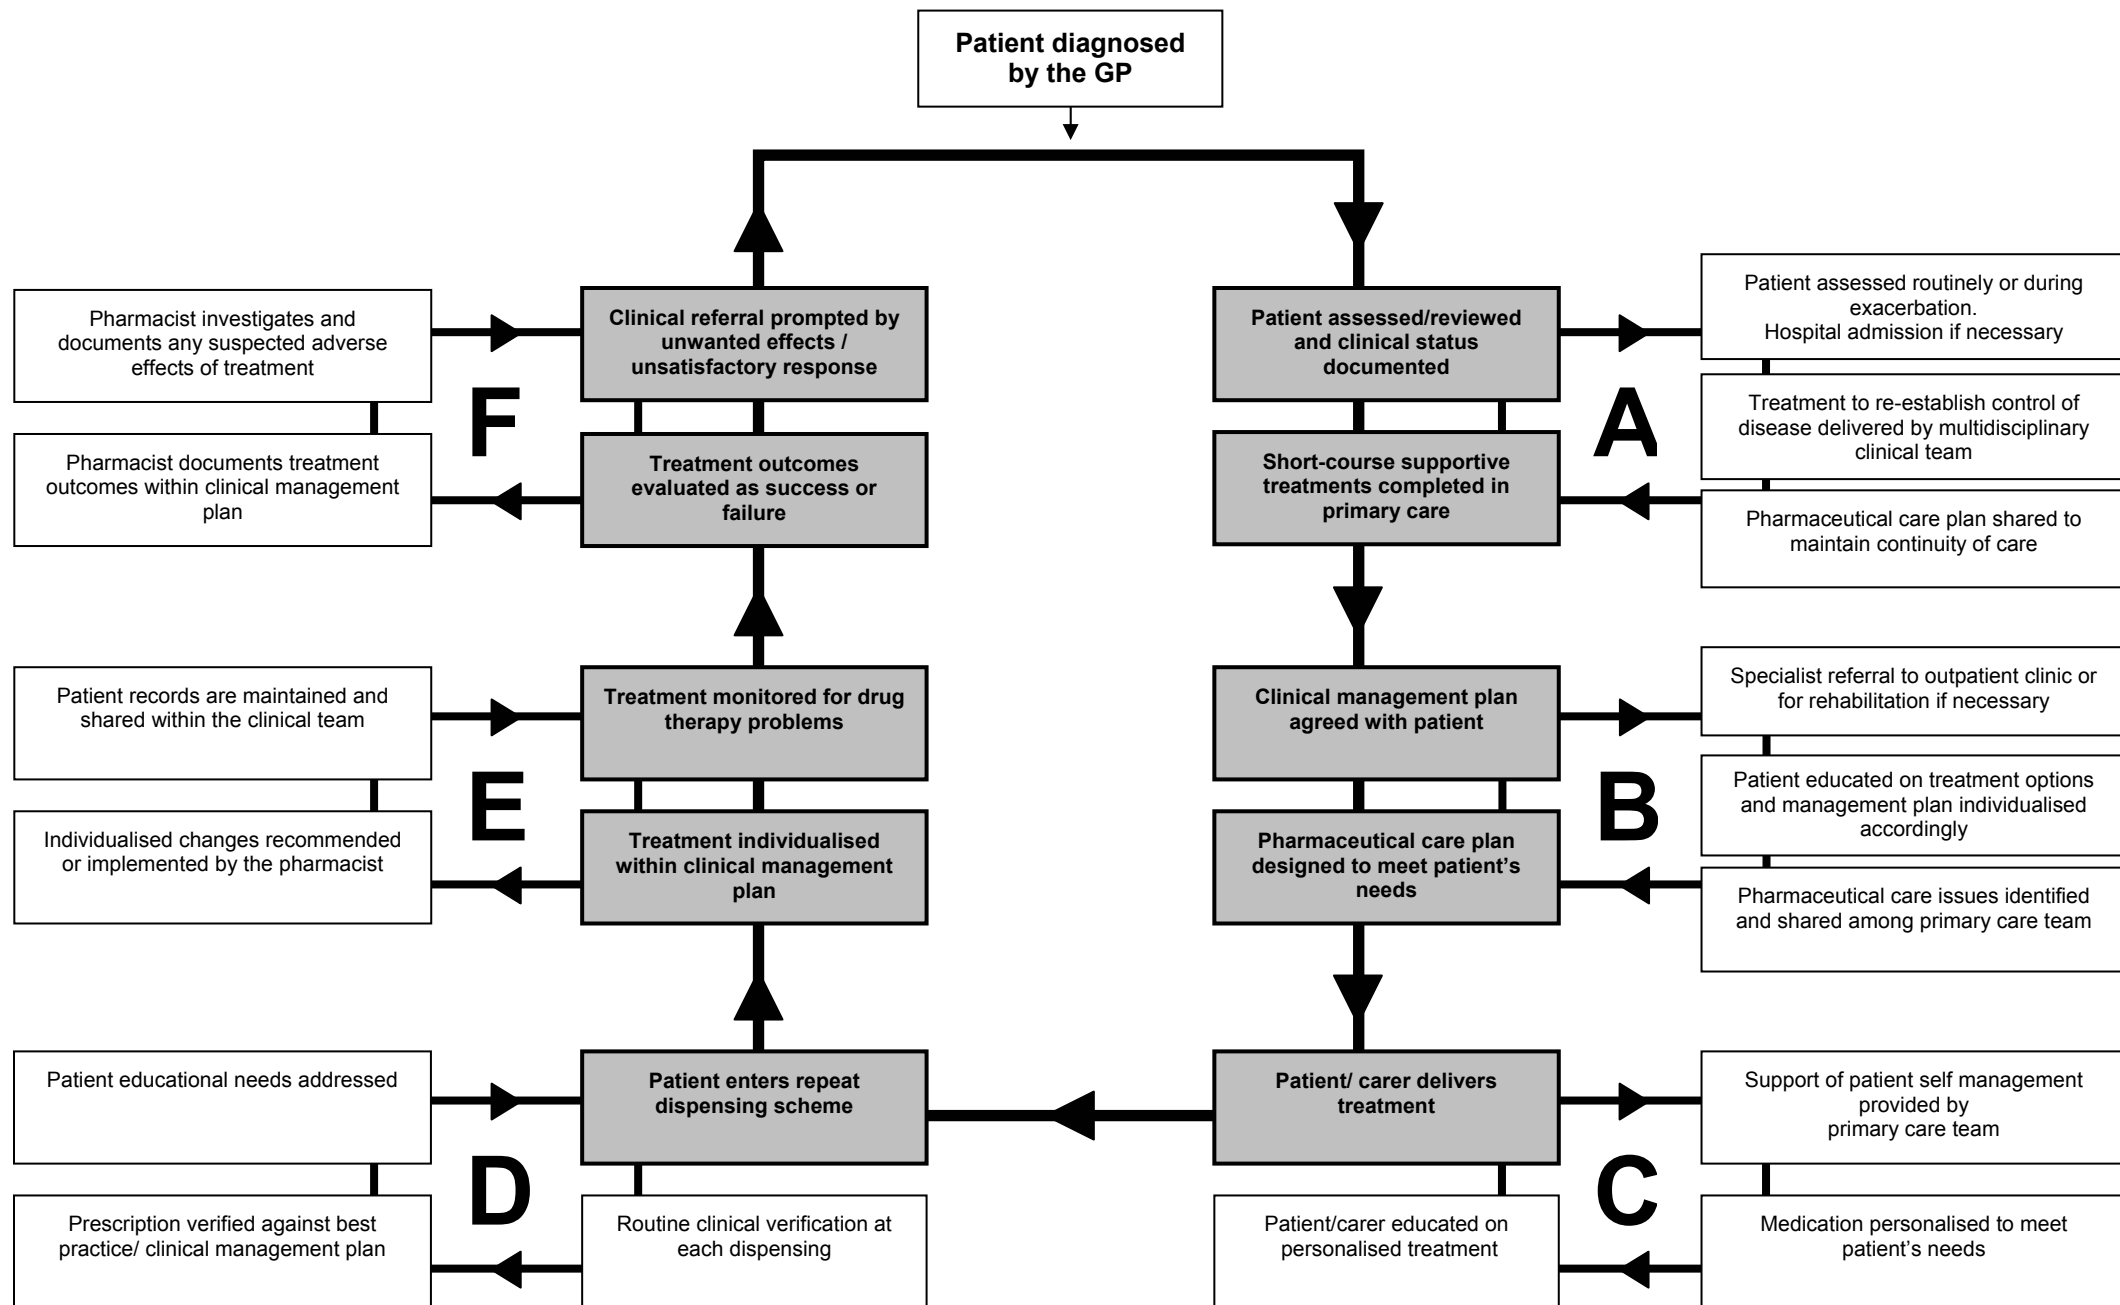 Patient diagnosed
by the GP
Pharmacist investigates and
documents any suspected adverse
effects of treatment
Clinical referral prompted by
unwanted effects /
unsatisfactory response
Patient assessed/reviewed
and clinical status
documented
Patient assessed routinely or during
exacerbation.
Hospital admission if necessary
F
A
Treatment to re-establish control of
disease delivered by multidisciplinary
clinical team
Pharmacist documents treatment
outcomes within clinical management
plan
Treatment outcomes
evaluated as success or
failure
Short-course supportive
treatments completed in
primary care
Pharmaceutical care plan shared to
maintain continuity of care
Patient records are maintained and
shared within the clinical team
Treatment monitored for drug
therapy problems
Clinical management plan
agreed with patient
Specialist referral to outpatient clinic or
for rehabilitation if necessary
E
B
Patient educated on treatment options
and management plan individualised
accordingly
Individualised changes recommended
or implemented by the pharmacist
Treatment individualised
within clinical management
plan
Pharmaceutical care plan
designed to meet patient’s
needs
Pharmaceutical care issues identified
and shared among primary care team
Patient educational needs addressed
Patient enters repeat
dispensing scheme
Patient/ carer delivers
treatment
Support of patient self management
provided by
primary care team
D
C
Prescription verified against best
practice/ clinical management plan
Routine clinical verification at
each dispensing
Patient/carer educated on
personalised treatment
Medication personalised to meet
patient’s needs